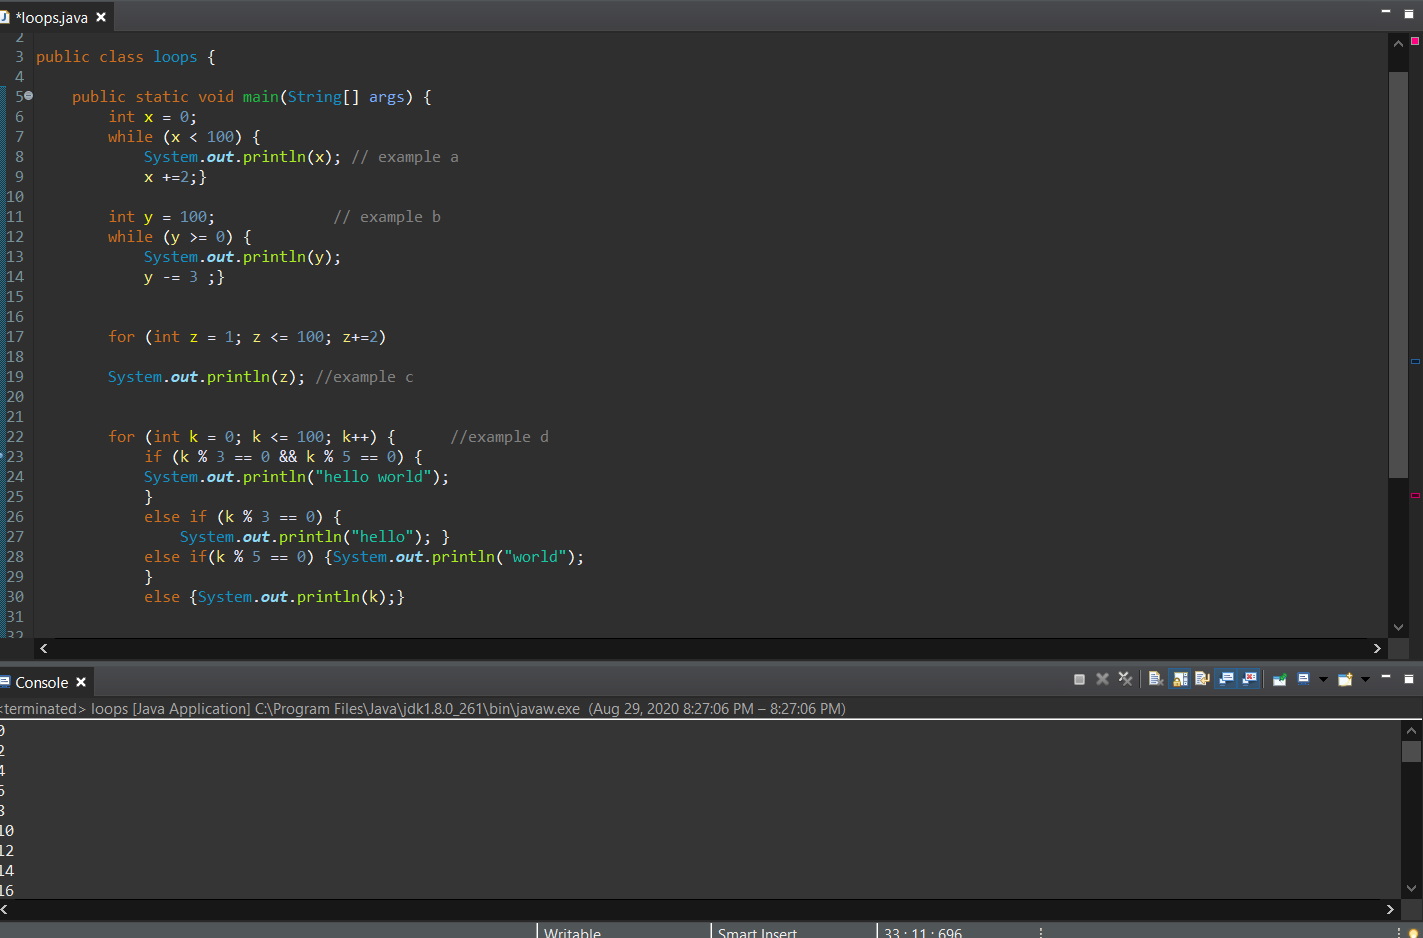 *loops.java
2
3 public class loops {
4
5 public static void main(String[] args) {
6 int x = 0;
7 while (x < 100) {
8 System.out.println(x); // example a
9 x +=2;}
10
11 int y = 100; // example b
12 while (y >= 0) {
13 System.out.println(y);
14 y -= 3 ;}
15
16
17 for (int z = 1; z <= 100; z+=2)
18
19 System.out.println(z); //example c
20
21
22 for (int k = 0; k <= 100; k++) { //example d
23 if (k % 3 == 0 && k % 5 == 0) {
24 System.out.println("hello world");
25 }
26 else if (k % 3 == 0) {
27 System.out.println("hello"); }
28 else if(k % 5 == 0) {System.out.println("world");
29 }
30 else {System.out.println(k);}
31
32
Console
<terminated> loops [Java Application] C:\Program Files\Java\jdk1.8.0_261\bin\javaw.exe (Aug 29, 2020 8:27:06 PM – 8:27:06 PM)
0
2
4
6
8
10
12
14
16
Writable Smart Insert 33 : 11 : 696